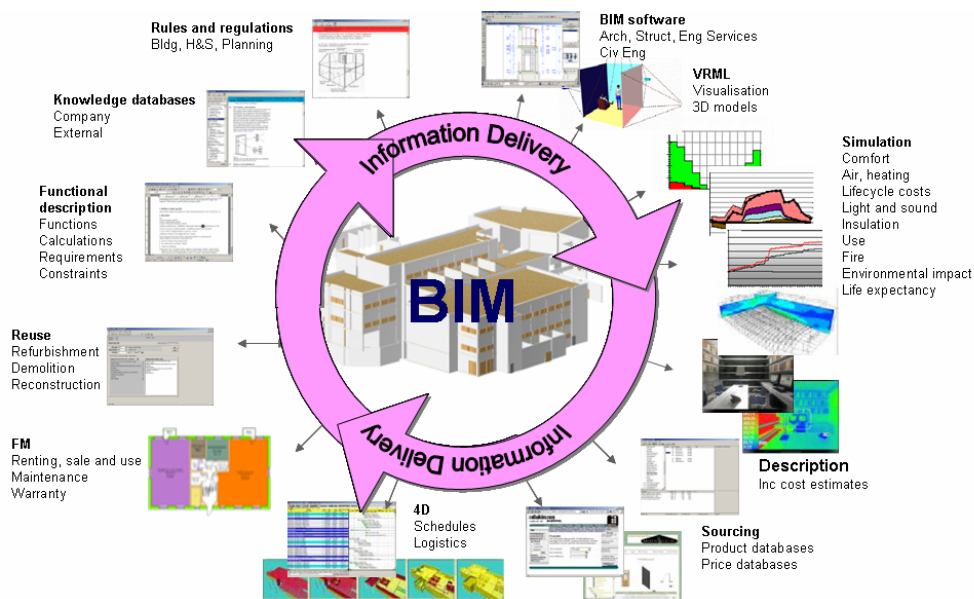 Rules and regulations
Bldg, H&S, Planning
BIM software
Arch, Struct, Eng Services
Civ Eng
VRML
Visualisation
3D models
Knowledge databases
Company
External
Information Delivery
Simulation
Comfort
Air, heating
Lifecycle costs
Light and sound
Insulation
Use
Fire
Environmental impact
Life expectancy
Functional
description
Functions
Calculations
Requirements
Constraints
BIM
Reuse
Refurbishment
Demolition
Reconstruction
Information Delivery
FM
Renting, sale and use
Maintenance
Warranty
Description
Inc cost estimates
4D
Schedules
Logistics
Sourcing
Product databases
Price databases